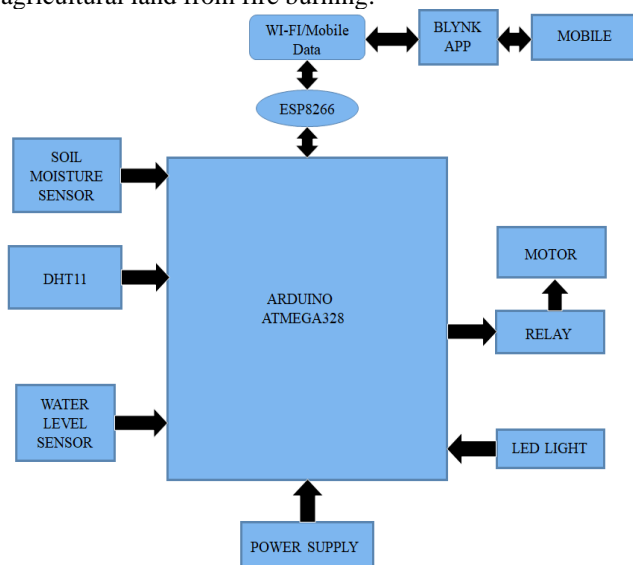 agricultural land from fire burning.
WI-FI/Mobile
Data
BLYNK
APP
MOBILE
ESP8266
SOIL
MOISTURE
SENSOR
DHT11
ARDUINO
ATMEGA328
MOTOR
RELAY
WATER
LEVEL
SENSOR
LED LIGHT
POWER SUPPLY